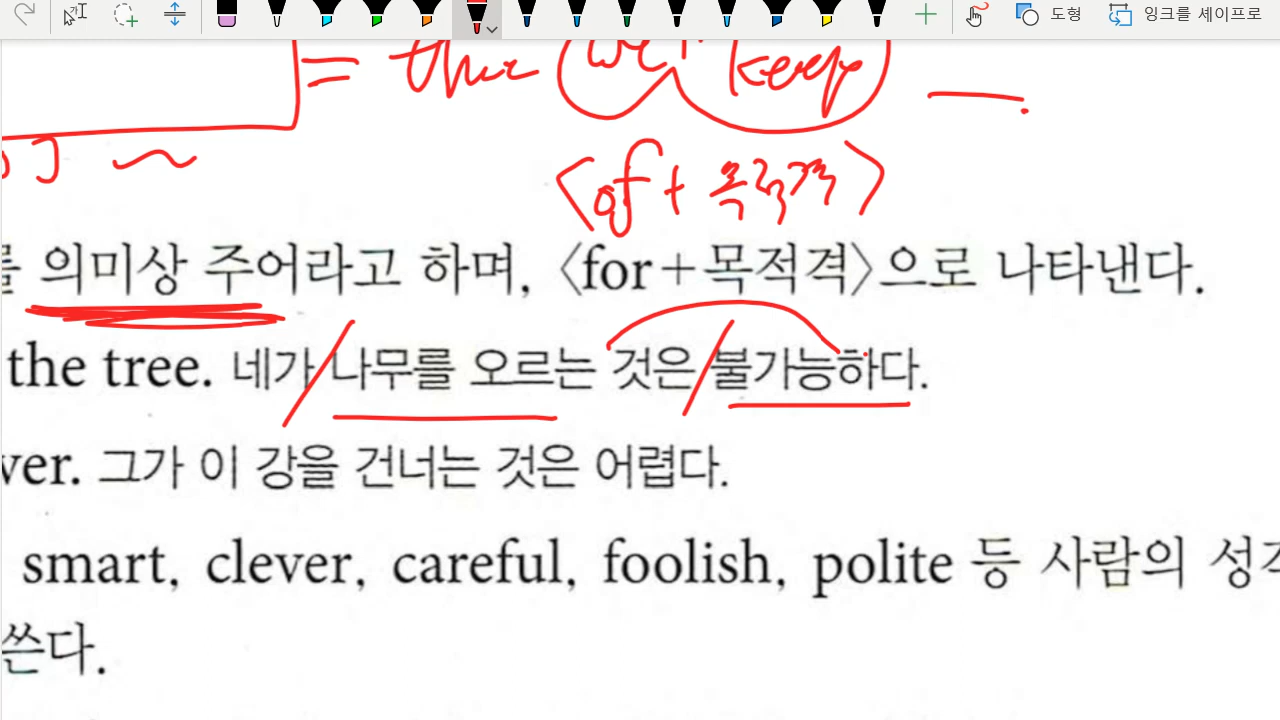 도형 잉크를 셰이프로
= that we keep
<of + 목적격>
를 의미상 주어라고 하며, 〈for+목적격〉으로 나타낸다.
the tree. 네가 나무를 오르는 것은 불가능하다.
ver. 그가 이 강을 건너는 것은 어렵다.
smart, clever, careful, foolish, polite 등 사람의 성격
쓴다.